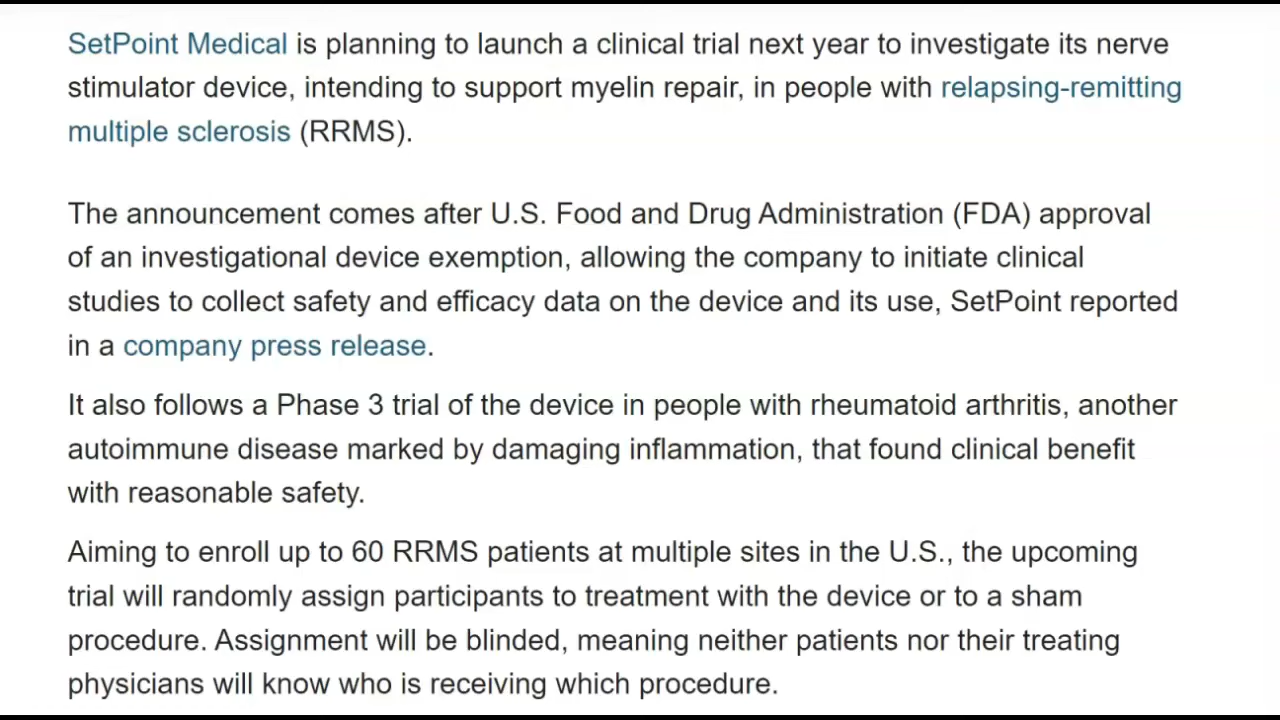 SetPoint Medical is planning to launch a clinical trial next year to investigate its nerve
stimulator device, intending to support myelin repair, in people with relapsing-remitting
multiple sclerosis (RRMS).
The announcement comes after U.S. Food and Drug Administration (FDA) approval
of an investigational device exemption, allowing the company to initiate clinical
studies to collect safety and efficacy data on the device and its use, SetPoint reported
in a company press release.
It also follows a Phase 3 trial of the device in people with rheumatoid arthritis, another
autoimmune disease marked by damaging inflammation, that found clinical benefit
with reasonable safety.
Aiming to enroll up to 60 RRMS patients at multiple sites in the U.S., the upcoming
trial will randomly assign participants to treatment with the device or to a sham
procedure. Assignment will be blinded, meaning neither patients nor their treating
physicians will know who is receiving which procedure.